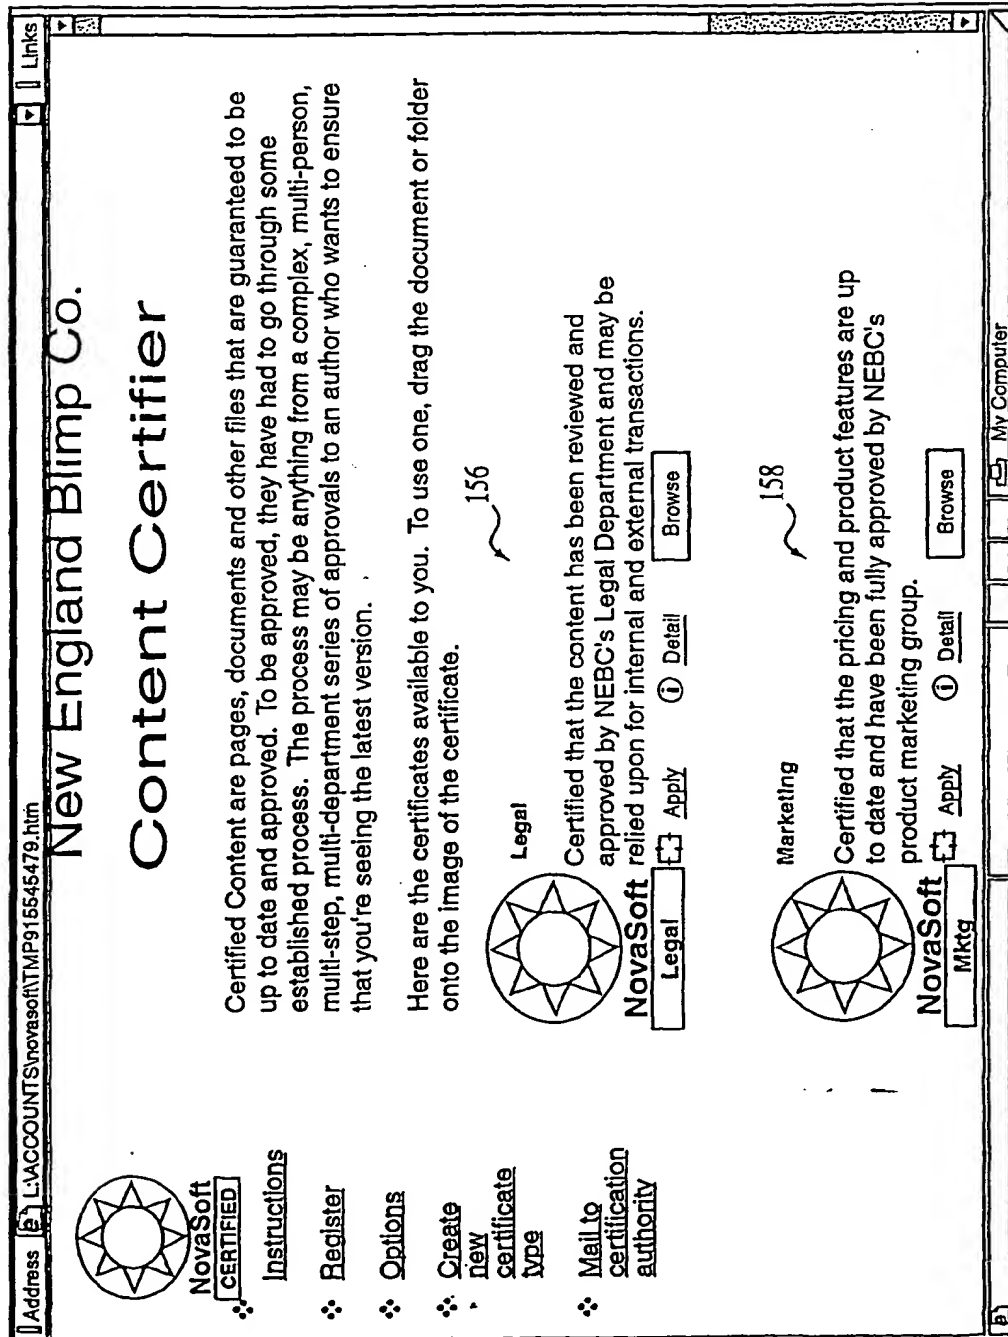 Address L:\ACCOUNTS\novasoft\TMP915545479.htm Links
New England Blimp Co.
Content Certifier
NovaSoft
CERTIFIED
Instructions
Register
Options
Create
new
certificate
type
Mail to
certification
authority
Certified Content are pages, documents and other files that are guaranteed to be
up to date and approved. To be approved, they have had to go through some
established process. The process may be anything from a complex, multi-person,
multi-step, multi-department series of approvals to an author who wants to ensure
that you're seeing the latest version.
Here are the certificates available to you. To use one, drag the document or folder
onto the image of the certificate.
156
Legal
NovaSoft
Legal
Certified that the content has been reviewed and
approved by NEBC's Legal Department and may be
relied upon for internal and external transactions.
Apply Detail Browse
158
Marketing
NovaSoft
Mktg
Certified that the pricing and product features are up
to date and have been fully approved by NEBC's
product marketing group.
Apply Detail Browse
My Computer